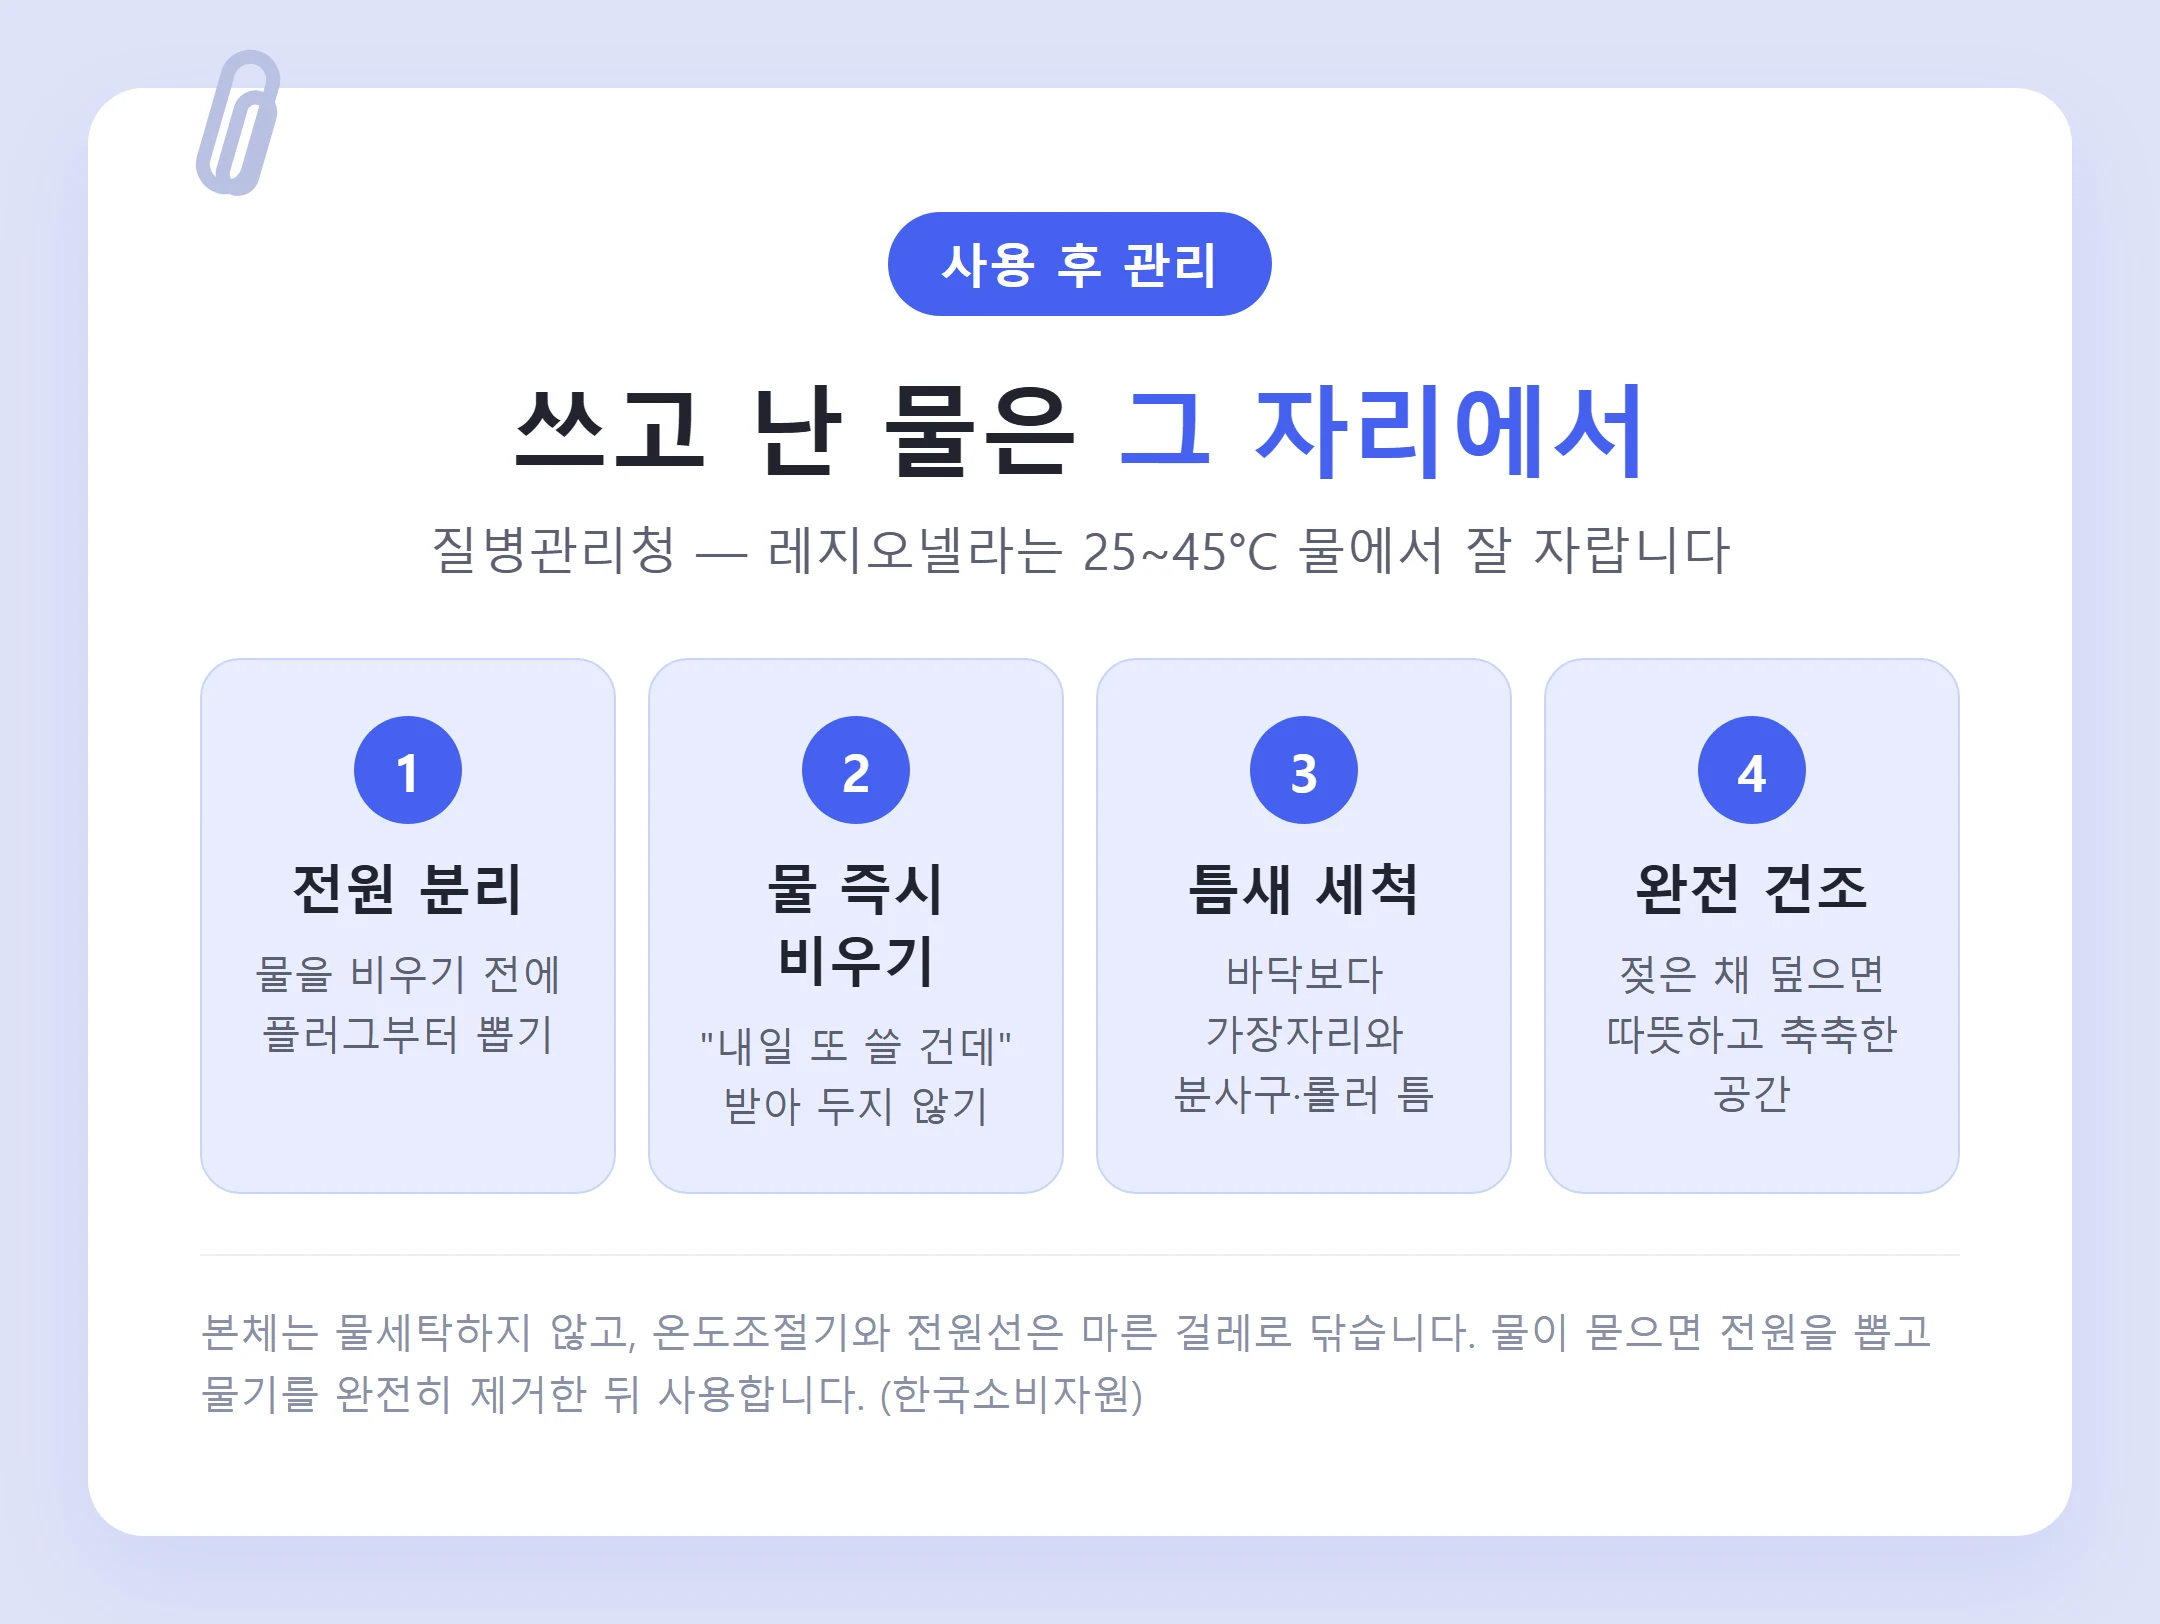 사용 후 관리
쓰고 난 물은 그 자리에서
질병관리청 — 레지오넬라는 25~45°C 물에서 잘 자랍니다
1
전원 분리
물을 비우기 전에
플러그부터 뽑기
2
물 즉시
비우기
"내일 또 쓸 건데"
받아 두지 않기
3
틈새 세척
바닥보다
가장자리와
분사구·롤러 틈
4
완전 건조
젖은 채 덮으면
따뜻하고 축축한
공간
본체는 물세탁하지 않고, 온도조절기와 전원선은 마른 걸레로 닦습니다. 물이 묻으면 전원을 뽑고
물기를 완전히 제거한 뒤 사용합니다. (한국소비자원)